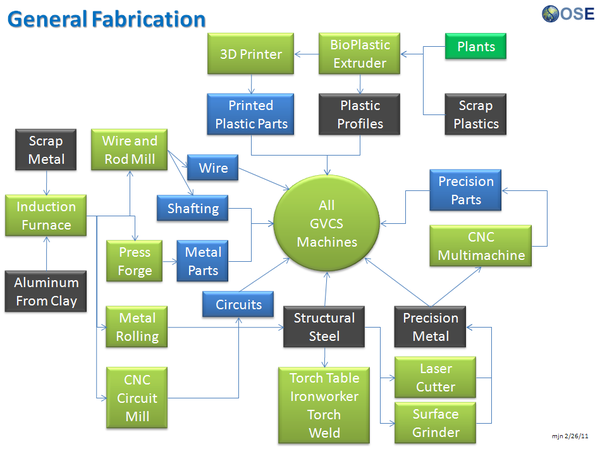 General Fabrication
OSE
3D Printer
BioPlastic
Extruder
Plants
Printed
Plastic Parts
Plastic
Profiles
Scrap
Plastics
Scrap
Metal
Wire and
Rod Mill
Wire
Shafting
All
GVCS
Machines
Precision
Parts
Induction
Furnace
Press
Forge
Metal
Parts
CNC
Multimachine
Aluminum
From Clay
Circuits
Metal
Rolling
Structural
Steel
Precision
Metal
CNC
Circuit
Mill
Torch Table
Ironworker
Torch
Weld
Laser
Cutter
Surface
Grinder
mjn 2/26/11